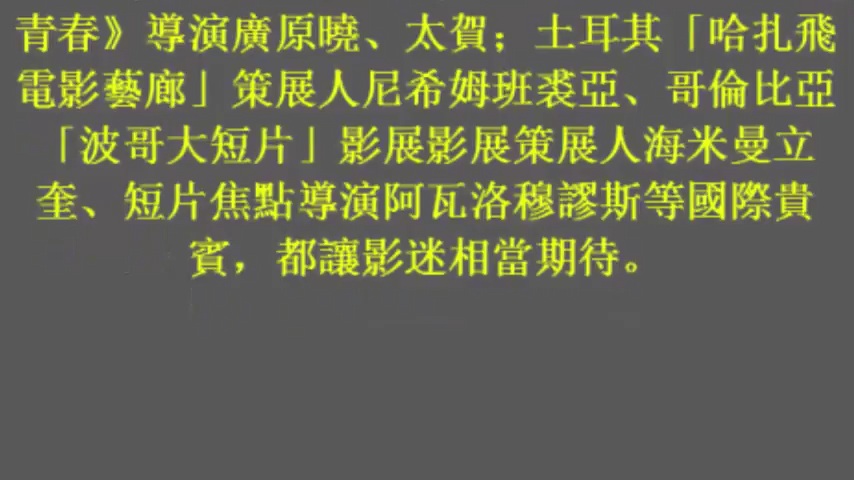 青春》導演廣原曉、太賀；土耳其「哈扎飛
電影藝廊」策展人尼希姆班裘亞、哥倫比亞
「波哥大短片」影展影展策展人海米曼立
奎、短片焦點導演阿瓦洛穆謬斯等國際貴
賓，都讓影迷相當期待。